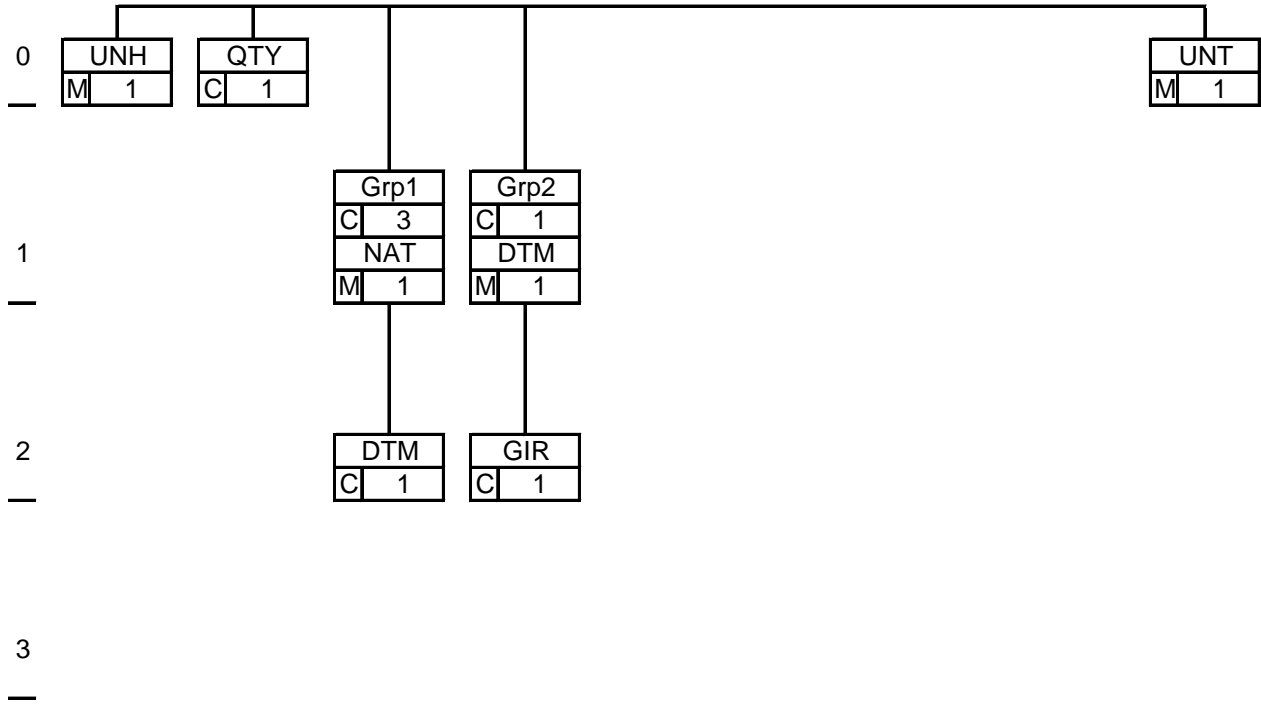 0 UNH QTY UNT
M 1 C 1 M 1
Grp1 Grp2
C 3 C 1
1 NAT DTM
M 1 M 1
2 DTM GIR
C 1 C 1
3